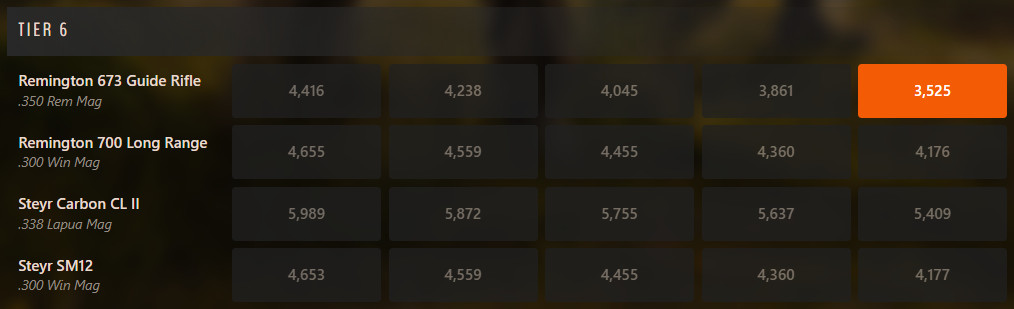 TIER 6
Remington 673 Guide Rifle
.350 Rem Mag
4,416 4,238 4,045 3,861 3,525
Remington 700 Long Range
.300 Win Mag
4,655 4,559 4,455 4,360 4,176
Steyr Carbon CL II
.338 Lapua Mag
5,989 5,872 5,755 5,637 5,409
Steyr SM12
.300 Win Mag
4,653 4,559 4,455 4,360 4,177